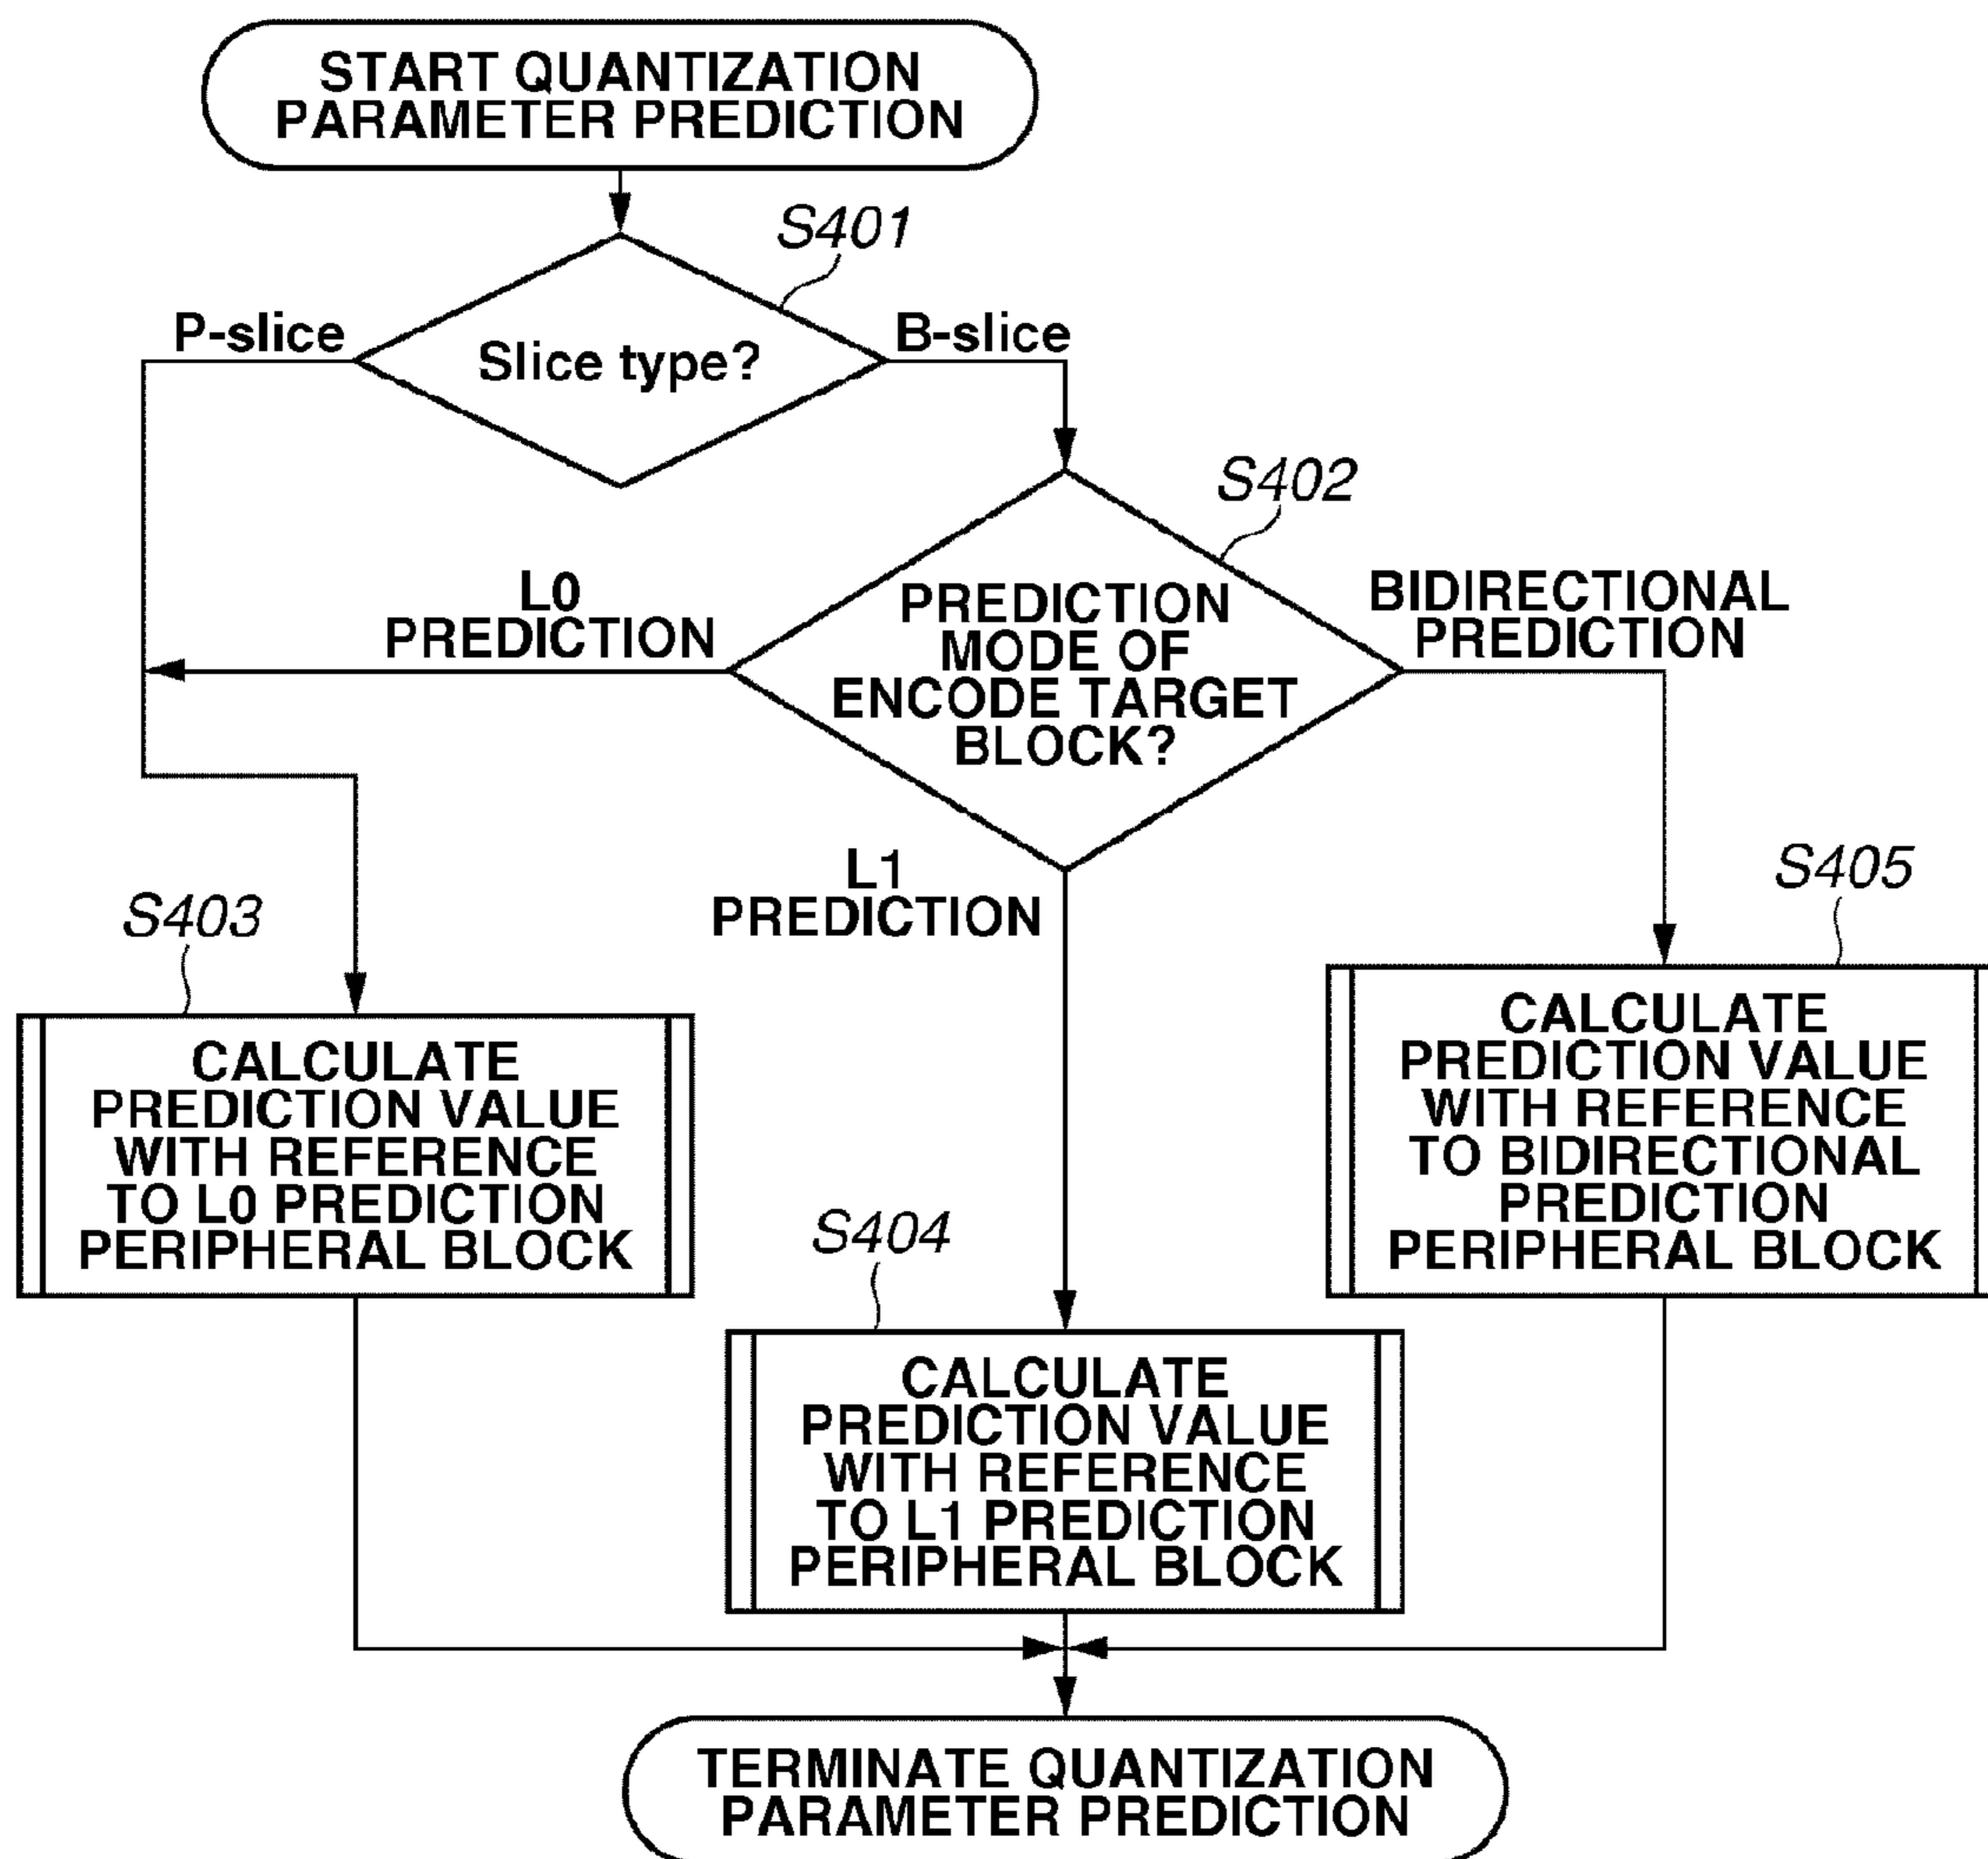 START QUANTIZATION
PARAMETER PREDICTION
S401
P-slice
Slice type?
B-slice
S402
L0
PREDICTION
PREDICTION
MODE OF
ENCODE TARGET
BLOCK?
BIDIRECTIONAL
PREDICTION
L1
PREDICTION
S403
CALCULATE
PREDICTION VALUE
WITH REFERENCE
TO L0 PREDICTION
PERIPHERAL BLOCK
S405
CALCULATE
PREDICTION VALUE
WITH REFERENCE
TO BIDIRECTIONAL
PREDICTION
PERIPHERAL BLOCK
S404
CALCULATE
PREDICTION VALUE
WITH REFERENCE
TO L1 PREDICTION
PERIPHERAL BLOCK
TERMINATE QUANTIZATION
PARAMETER PREDICTION